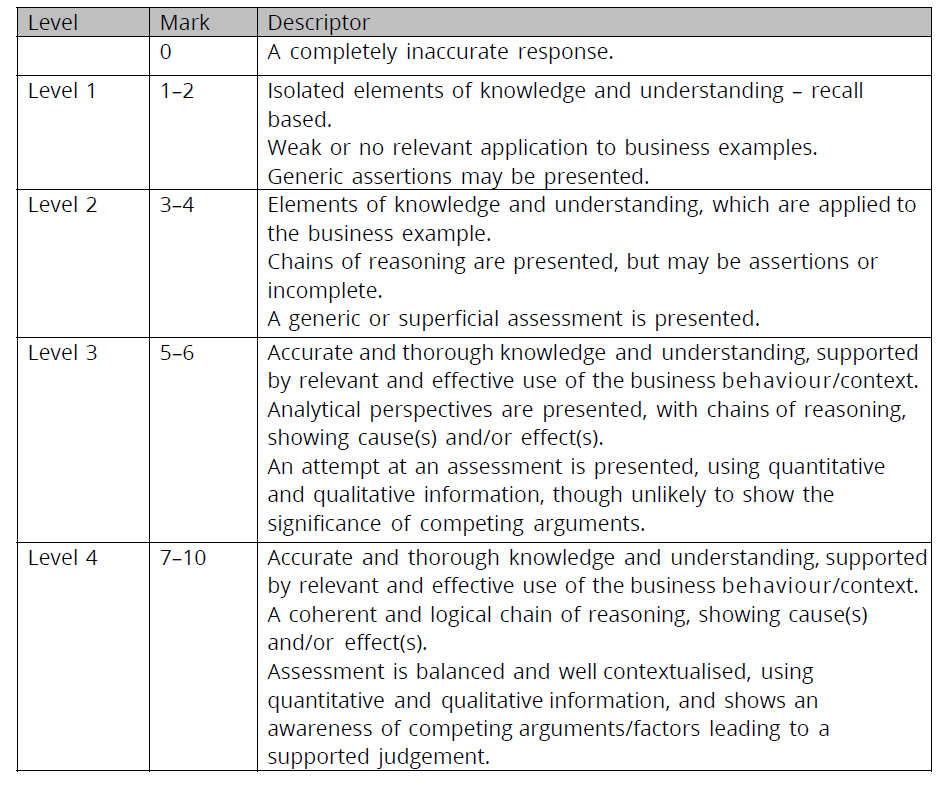 Level Mark Descriptor
0 A completely inaccurate response.
Level 1 1–2 Isolated elements of knowledge and understanding – recall
based.
Weak or no relevant application to business examples.
Generic assertions may be presented.
Level 2 3–4 Elements of knowledge and understanding, which are applied to
the business example.
Chains of reasoning are presented, but may be assertions or
incomplete.
A generic or superficial assessment is presented.
Level 3 5–6 Accurate and thorough knowledge and understanding, supported
by relevant and effective use of the business behaviour/context.
Analytical perspectives are presented, with chains of reasoning,
showing cause(s) and/or effect(s).
An attempt at an assessment is presented, using quantitative
and qualitative information, though unlikely to show the
significance of competing arguments.
Level 4 7–10 Accurate and thorough knowledge and understanding, supported
by relevant and effective use of the business behaviour/context.
A coherent and logical chain of reasoning, showing cause(s)
and/or effect(s).
Assessment is balanced and well contextualised, using
quantitative and qualitative information, and shows an
awareness of competing arguments/factors leading to a
supported judgement.